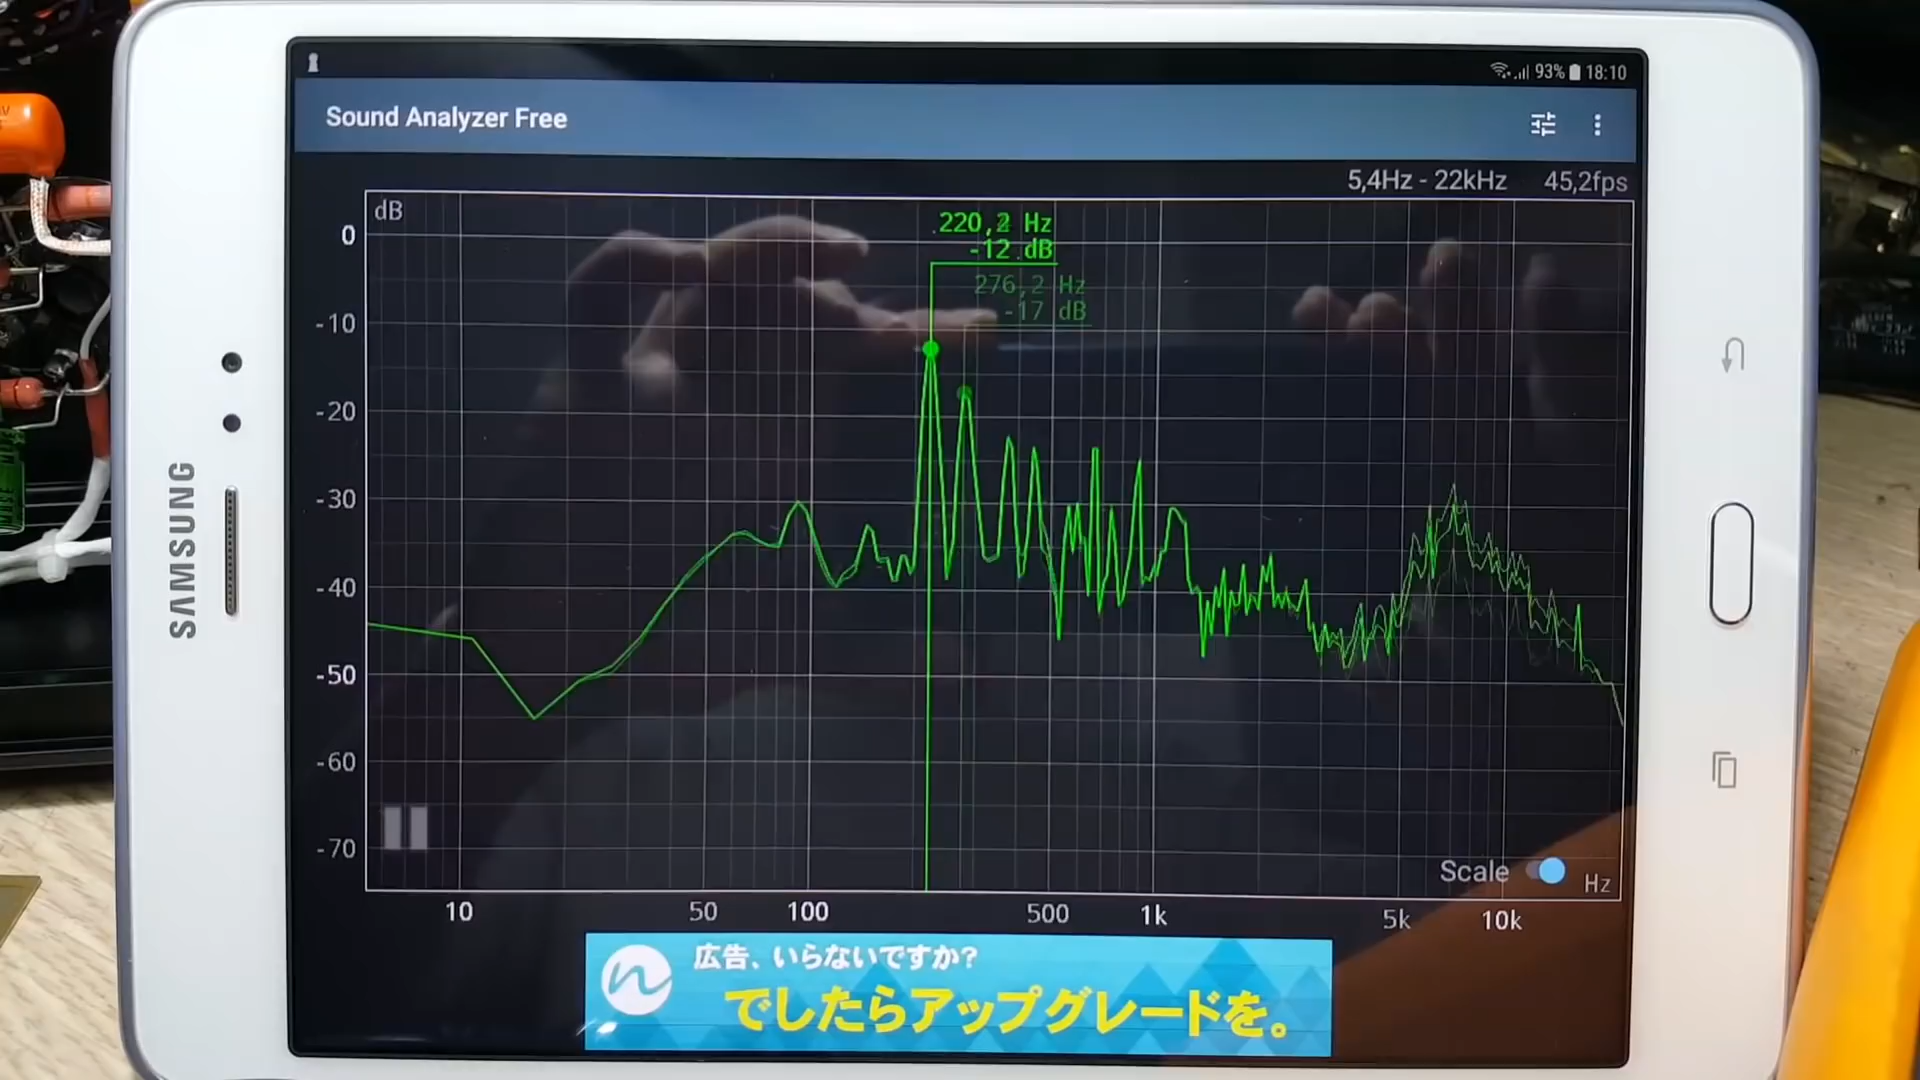 93% 18:10
Sound Analyzer Free
5,4Hz - 22kHz 45,2fps
dB
220,2 Hz
-12 dB
276,2 Hz
-17 dB
0
-10
-20
-30
-40
-50
-60
-70
Scale
Hz
10 50 100 500 1k 5k 10k
広告、いらないですか?
でしたらアップグレードを。
n
SAMSUNG